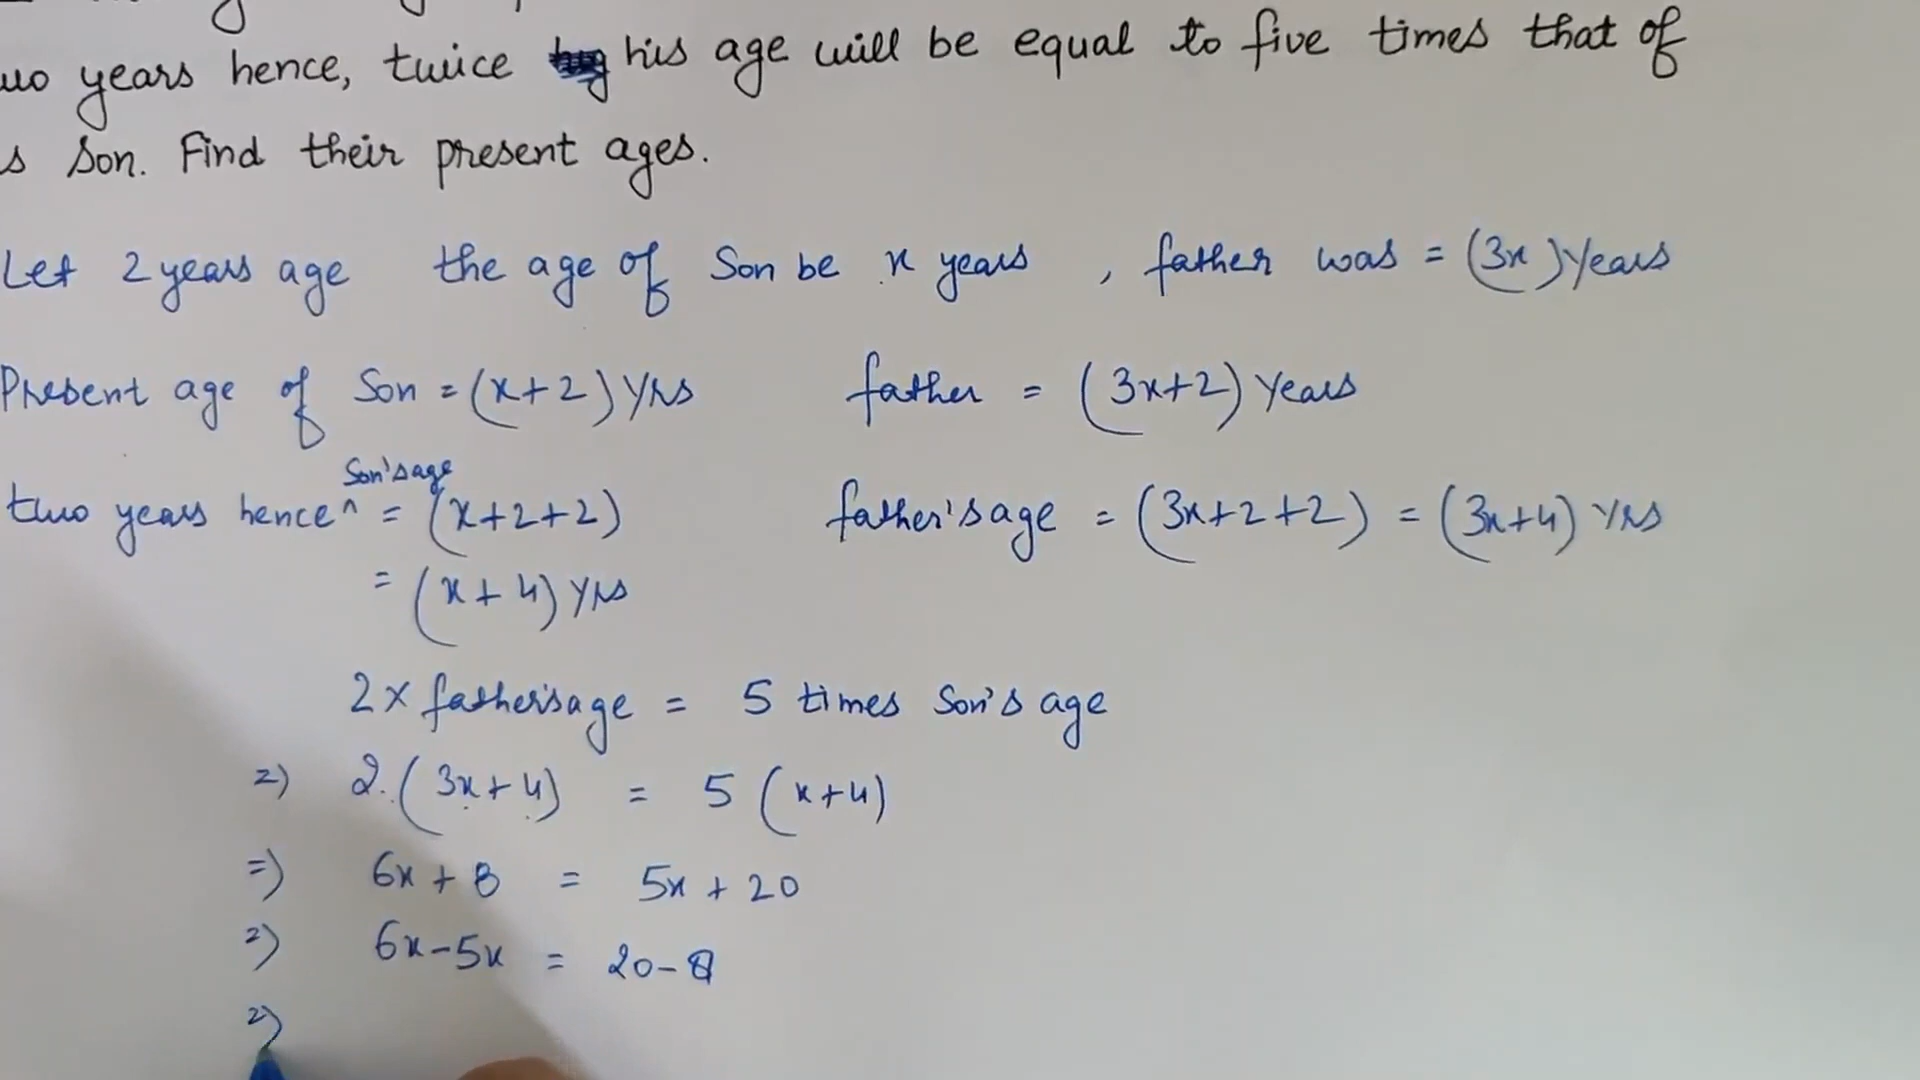 years hence, twice his age will be equal to five times that of
Son. Find their present ages.
Let 2 years age the age of Son be x years , father was = (3x) Years
Present age of Son = (x+2) Yrs father = (3x+2) Years
Son's age
two years hence ^ = (x+2+2) father's age = (3x+2+2) = (3x+4) Yrs
= (x+4) Yrs
2 x father's age = 5 times Son's age
=) 2.(3x+4) = 5 (x+4)
=) 6x + 8 = 5x + 20
=) 6x-5x = 20-8
=)